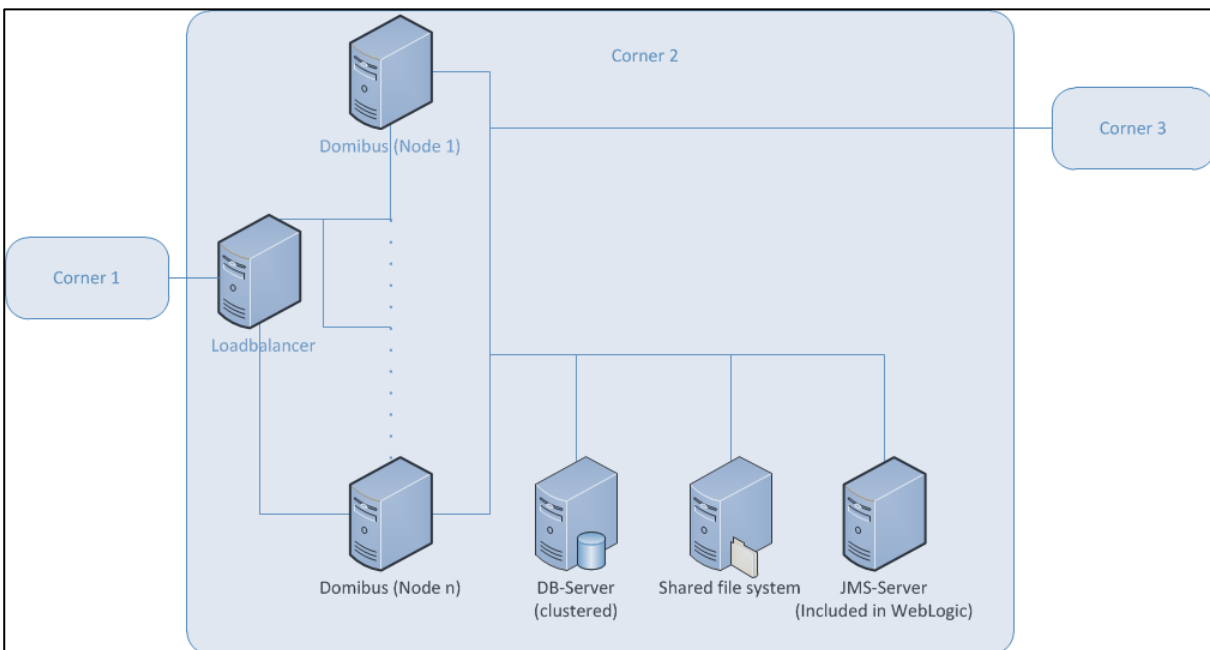 Corner 2
Domibus (Node 1)
Corner 3
Corner 1
Loadbalancer
Domibus (Node n)
DB-Server
(clustered)
Shared file system
JMS-Server
(Included in WebLogic)